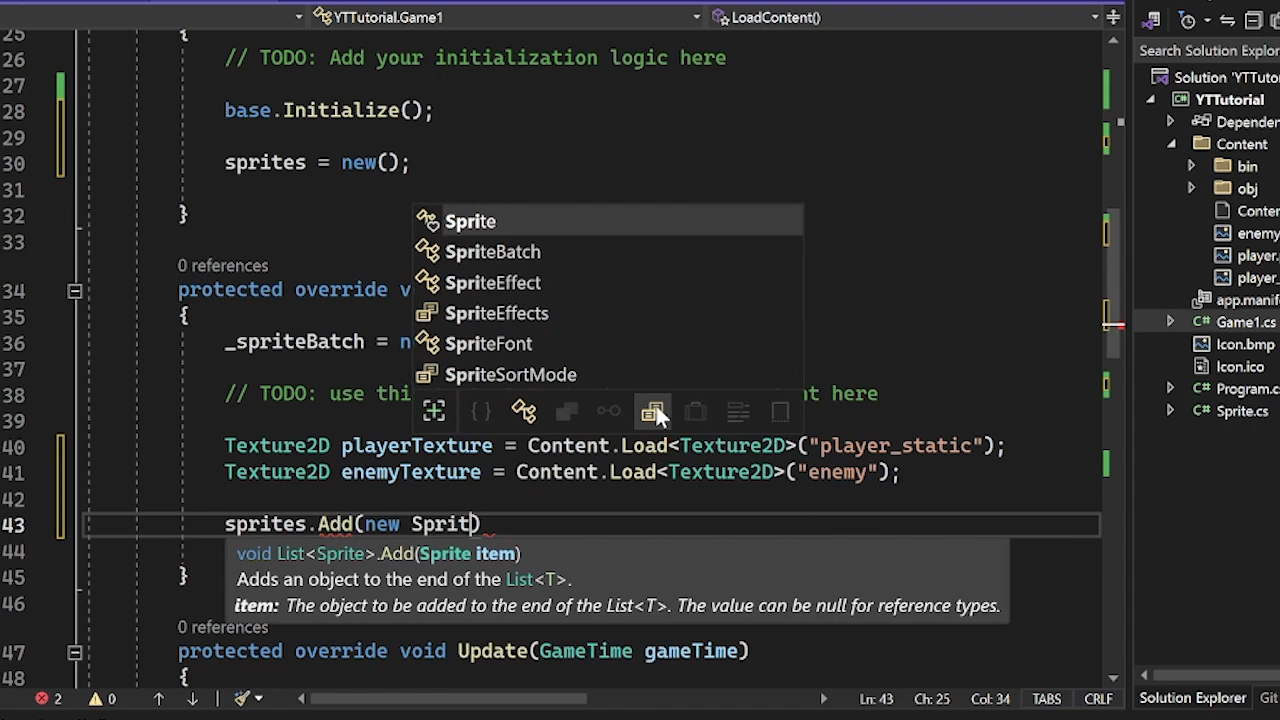 YTTutorial.Game1
LoadContent()
25 {
26 // TODO: Add your initialization logic here
27
28 base.Initialize();
29
30 sprites = new();
31
32 }
33
0 references
34 protected override v
35 {
36 _spriteBatch = n
37
38 // TODO: use thi t here
39
40 Texture2D playerTexture = Content.Load<Texture2D>("player_static");
41 Texture2D enemyTexture = Content.Load<Texture2D>("enemy");
42
43 sprites.Add(new Sprit)
44
45 }
46
0 references
47 protected override void Update(GameTime gameTime)
48 {
Sprite
SpriteBatch
SpriteEffect
SpriteEffects
SpriteFont
SpriteSortMode
void List<Sprite>.Add(Sprite item)
Adds an object to the end of the List<T>.
item: The object to be added to the end of the List<T>. The value can be null for reference types.
2 0
Ln: 43 Ch: 25 Col: 34 TABS CRLF
Search Solution Explor
Solution 'YTTutor
YTTutorial
Dependen
Content
bin
obj
Conten
enemy
player.
player_
app.manif
Game1.cs
Icon.bmp
Icon.ico
Program.c
Sprite.cs
Solution Explorer Git